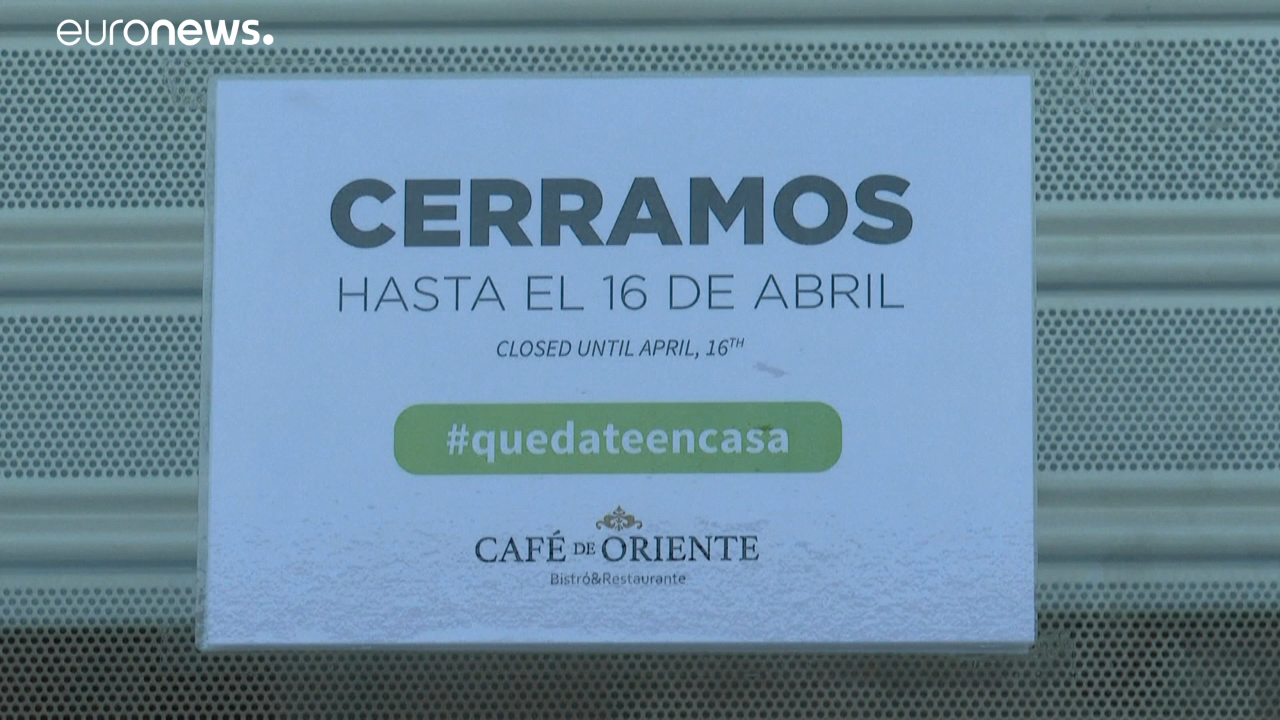 euronews.
CERRAMOS
HASTA EL 16 DE ABRIL
CLOSED UNTIL APRIL, 16TH
#quedateencasa
CAFÉ DE ORIENTE
Bistró&Restaurante